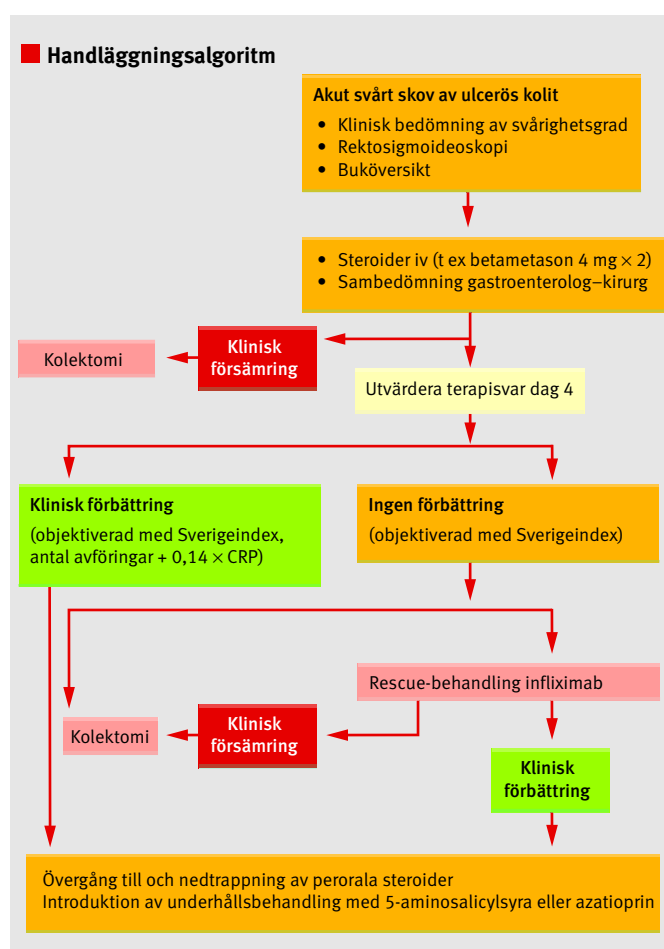 Handläggningsalgoritm
Akut svårt skov av ulcerös kolit
• Klinisk bedömning av svårighetsgrad
• Rektosigmoideoskopi
• Buköversikt
• Steroider iv (t ex betametason 4 mg × 2)
• Sambedömning gastroenterolog–kirurg
Klinisk
försämring
Kolektomi
Utvärdera terapisvar dag 4
Klinisk förbättring
(objektiverad med Sverigeindex,
antal avföringar + 0,14 × CRP)
Ingen förbättring
(objektiverad med Sverigeindex)
Rescue-behandling infliximab
Kolektomi
Klinisk
försämring
Klinisk
förbättring
Övergång till och nedtrappning av perorala steroider
Introduktion av underhållsbehandling med 5-aminosalicylsyra eller azatioprin